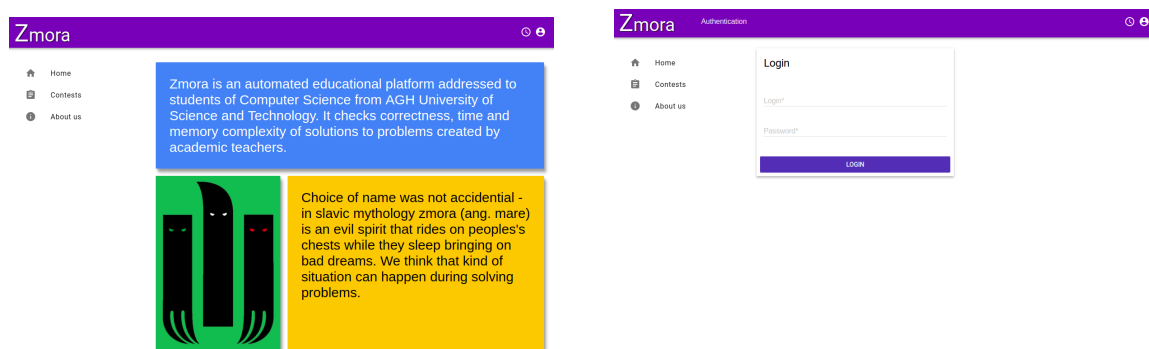 Zmora
Home
Contests
About us
Zmora is an automated educational platform addressed to
students of Computer Science from AGH University of
Science and Technology. It checks correctness, time and
memory complexity of solutions to problems created by
academic teachers.
Choice of name was not accidental -
in slavic mythology zmora (ang. mare)
is an evil spirit that rides on peoples's
chests while they sleep bringing on
bad dreams. We think that kind of
situation can happen during solving
problems.
Zmora
Authentication
Home
Contests
About us
Login
Login*
Password*
LOGIN